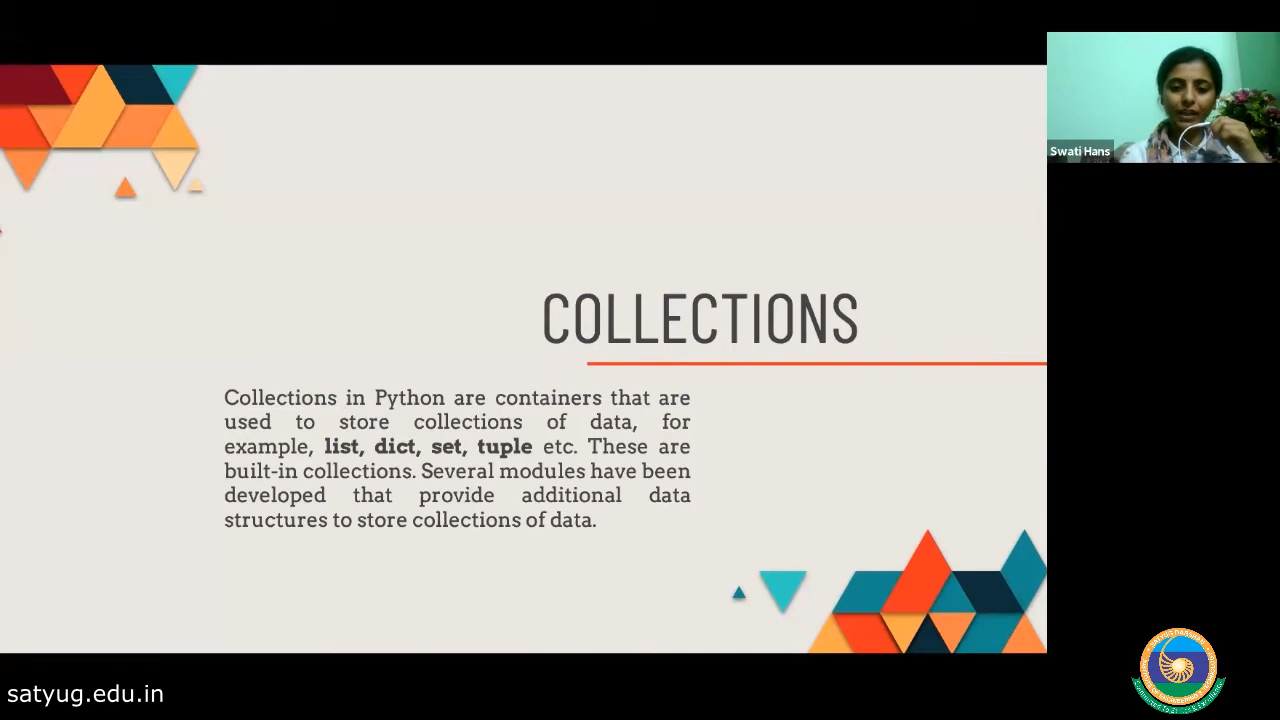 Swati Hans
COLLECTIONS
Collections in Python are containers that are
used to store collections of data, for
example, list, dict, set, tuple etc. These are
built-in collections. Several modules have been
developed that provide additional data
structures to store collections of data.
satyug.edu.in